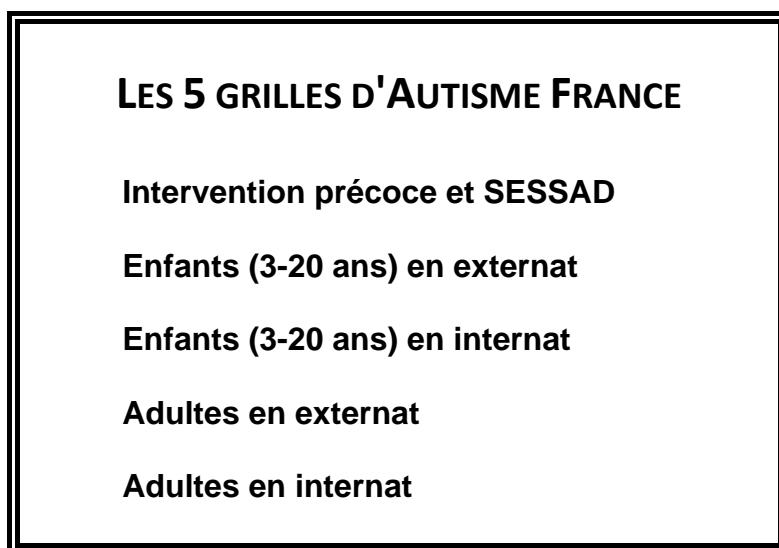 LES 5 GRILLES D'AUTISME FRANCE
Intervention précoce et SESSAD
Enfants (3-20 ans) en externat
Enfants (3-20 ans) en internat
Adultes en externat
Adultes en internat